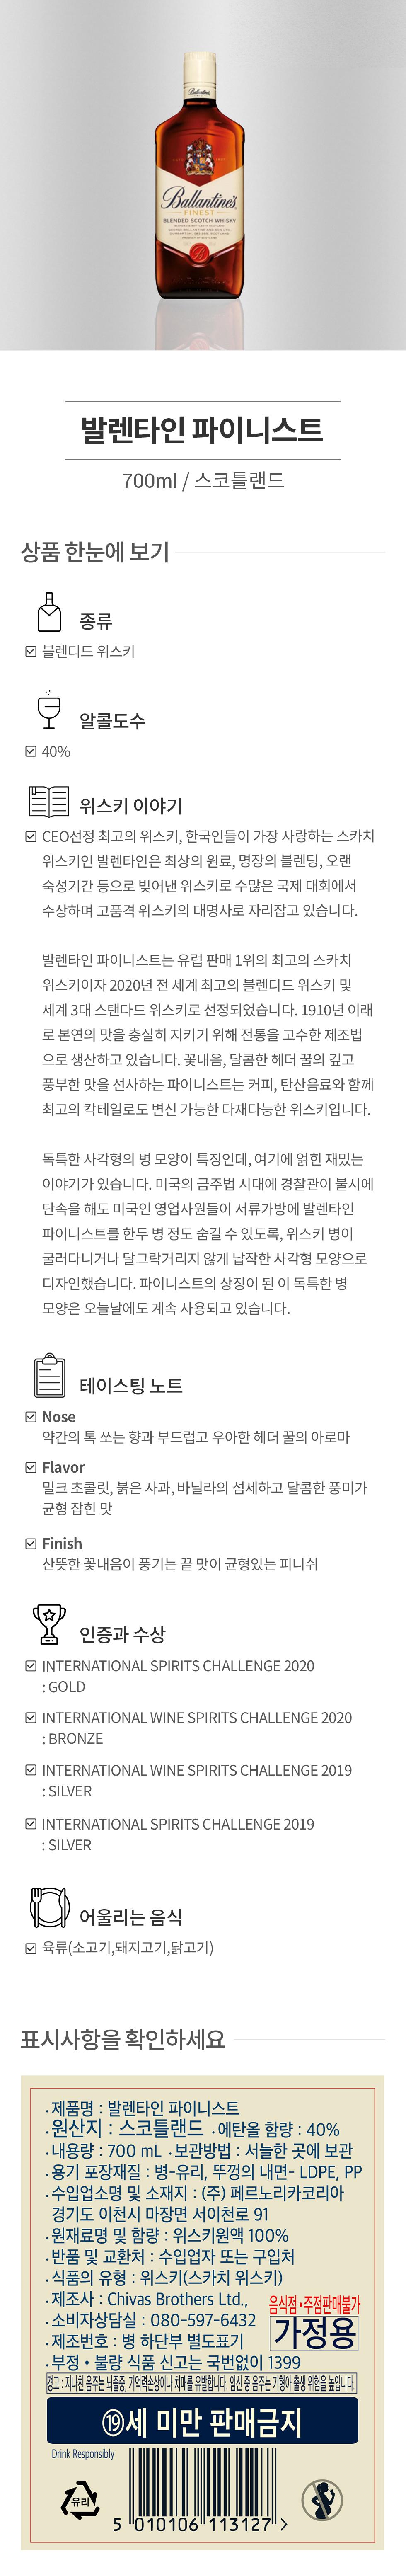 Ballantine's
Ballantine's
FINEST
BLENDED SCOTCH WHISKY
발렌타인 파이니스트
700ml / 스코틀랜드
상품 한눈에 보기
종류
블렌디드 위스키
알콜도수
40%
위스키 이야기
CEO선정 최고의 위스키, 한국인들이 가장 사랑하는 스카치
위스키인 발렌타인은 최상의 원료, 명장의 블렌딩, 오랜
숙성기간 등으로 빚어낸 위스키로 수많은 국제 대회에서
수상하며 고품격 위스키의 대명사로 자리잡고 있습니다.
발렌타인 파이니스트는 유럽 판매 1위의 최고의 스카치
위스키이자 2020년 전 세계 최고의 블렌디드 위스키 및
세계 3대 스탠다드 위스키로 선정되었습니다. 1910년 이래
로 본연의 맛을 충실히 지키기 위해 전통을 고수한 제조법
으로 생산하고 있습니다. 꽃내음, 달콤한 헤더 꿀의 깊고
풍부한 맛을 선사하는 파이니스트는 커피, 탄산음료와 함께
최고의 칵테일로도 변신 가능한 다재다능한 위스키입니다.
독특한 사각형의 병 모양이 특징인데, 여기에 얽힌 재밌는
이야기가 있습니다. 미국의 금주법 시대에 경찰관이 불시에
단속을 해도 미국인 영업사원들이 서류가방에 발렌타인
파이니스트를 한두 병 정도 숨길 수 있도록, 위스키 병이
굴러다니거나 달그락거리지 않게 납작한 사각형 모양으로
디자인했습니다. 파이니스트의 상징이 된 이 독특한 병
모양은 오늘날에도 계속 사용되고 있습니다.
테이스팅 노트
Nose
약간의 톡 쏘는 향과 부드럽고 우아한 헤더 꿀의 아로마
Flavor
밀크 초콜릿, 붉은 사과, 바닐라의 섬세하고 달콤한 풍미가
균형 잡힌 맛
Finish
산뜻한 꽃내음이 풍기는 끝 맛이 균형있는 피니쉬
인증과 수상
INTERNATIONAL SPIRITS CHALLENGE 2020
: GOLD
INTERNATIONAL WINE SPIRITS CHALLENGE 2020
: BRONZE
INTERNATIONAL WINE SPIRITS CHALLENGE 2019
: SILVER
INTERNATIONAL SPIRITS CHALLENGE 2019
: SILVER
어울리는 음식
육류(소고기,돼지고기,닭고기)
표시사항을 확인하세요
. 제품명 : 발렌타인 파이니스트
. 원산지 : 스코틀랜드 . 에탄올 함량 : 40%
. 내용량 : 700 mL . 보관방법 : 서늘한 곳에 보관
. 용기 포장재질 : 병-유리, 뚜껑의 내면- LDPE, PP
. 수입업소명 및 소재지 : (주) 페르노리카코리아
경기도 이천시 마장면 서이천로 91
. 원재료명 및 함량 : 위스키원액 100%
. 반품 및 교환처 : 수입업자 또는 구입처
. 식품의 유형 : 위스키(스카치 위스키)
. 제조사 : Chivas Brothers Ltd.,
음식점•주점판매불가
. 소비자상담실 : 080-597-6432
가정용
. 제조번호 : 병 하단부 별도표기
. 부정 • 불량 식품 신고는 국번없이 1399
경고 : 지나친 음주는 뇌졸중, 기억력손상이나 치매를 유발합니다. 임신 중 음주는 기형아 출생 위험을 높입니다.
⑲세 미만 판매금지
Drink Responsibly
유리
5 010106 113127 >